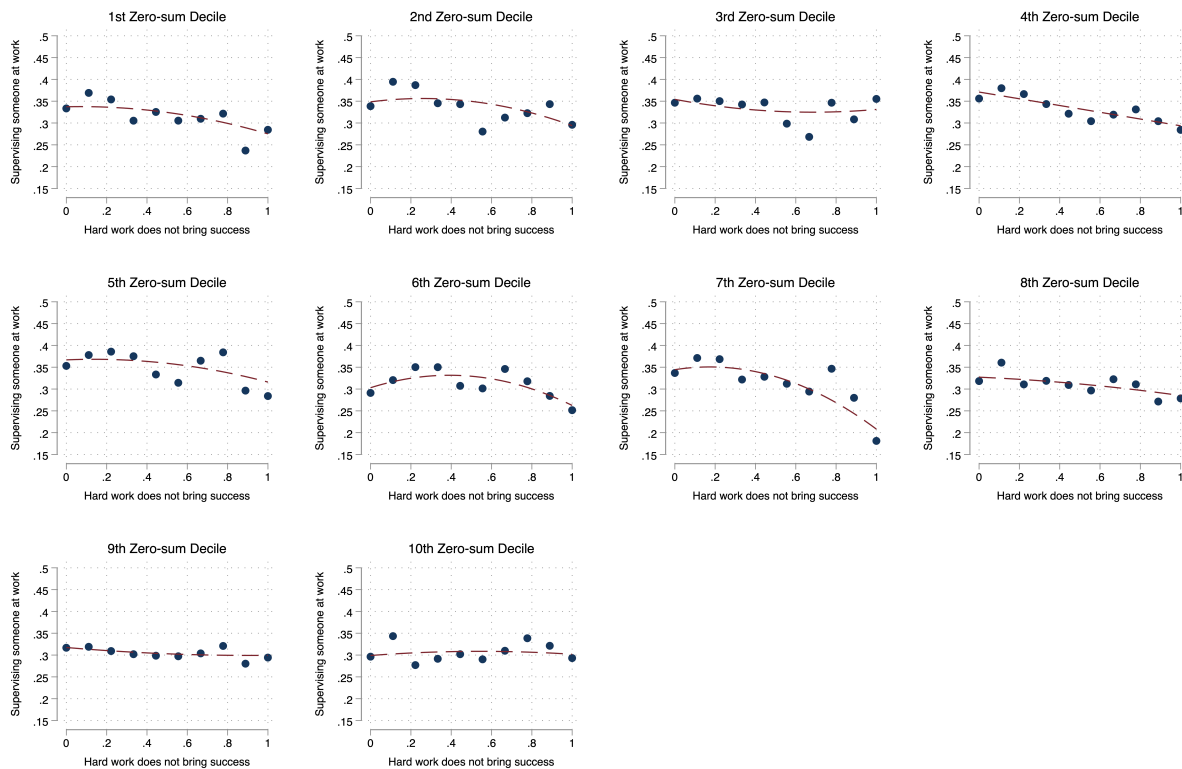 1st Zero-sum Decile
Supervising someone at work
.5
.45
.4
.35
.3
.25
.2
.15
0 .2 .4 .6 .8 1
Hard work does not bring success
2nd Zero-sum Decile
Supervising someone at work
.5
.45
.4
.35
.3
.25
.2
.15
0 .2 .4 .6 .8 1
Hard work does not bring success
3rd Zero-sum Decile
Supervising someone at work
.5
.45
.4
.35
.3
.25
.2
.15
0 .2 .4 .6 .8 1
Hard work does not bring success
4th Zero-sum Decile
Supervising someone at work
.5
.45
.4
.35
.3
.25
.2
.15
0 .2 .4 .6 .8 1
Hard work does not bring success
5th Zero-sum Decile
Supervising someone at work
.5
.45
.4
.35
.3
.25
.2
.15
0 .2 .4 .6 .8 1
Hard work does not bring success
6th Zero-sum Decile
Supervising someone at work
.5
.45
.4
.35
.3
.25
.2
.15
0 .2 .4 .6 .8 1
Hard work does not bring success
7th Zero-sum Decile
Supervising someone at work
.5
.45
.4
.35
.3
.25
.2
.15
0 .2 .4 .6 .8 1
Hard work does not bring success
8th Zero-sum Decile
Supervising someone at work
.5
.45
.4
.35
.3
.25
.2
.15
0 .2 .4 .6 .8 1
Hard work does not bring success
9th Zero-sum Decile
Supervising someone at work
.5
.45
.4
.35
.3
.25
.2
.15
0 .2 .4 .6 .8 1
Hard work does not bring success
10th Zero-sum Decile
Supervising someone at work
.5
.45
.4
.35
.3
.25
.2
.15
0 .2 .4 .6 .8 1
Hard work does not bring success